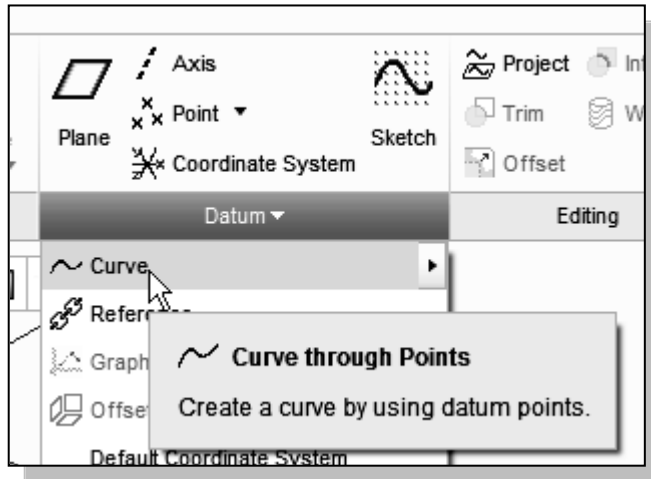 Axis
Point
Coordinate System
Plane
Sketch
Project
Trim
Offset
Datum
Editing
Curve
Curve through Points
Create a curve by using datum points.
Default Coordinate System